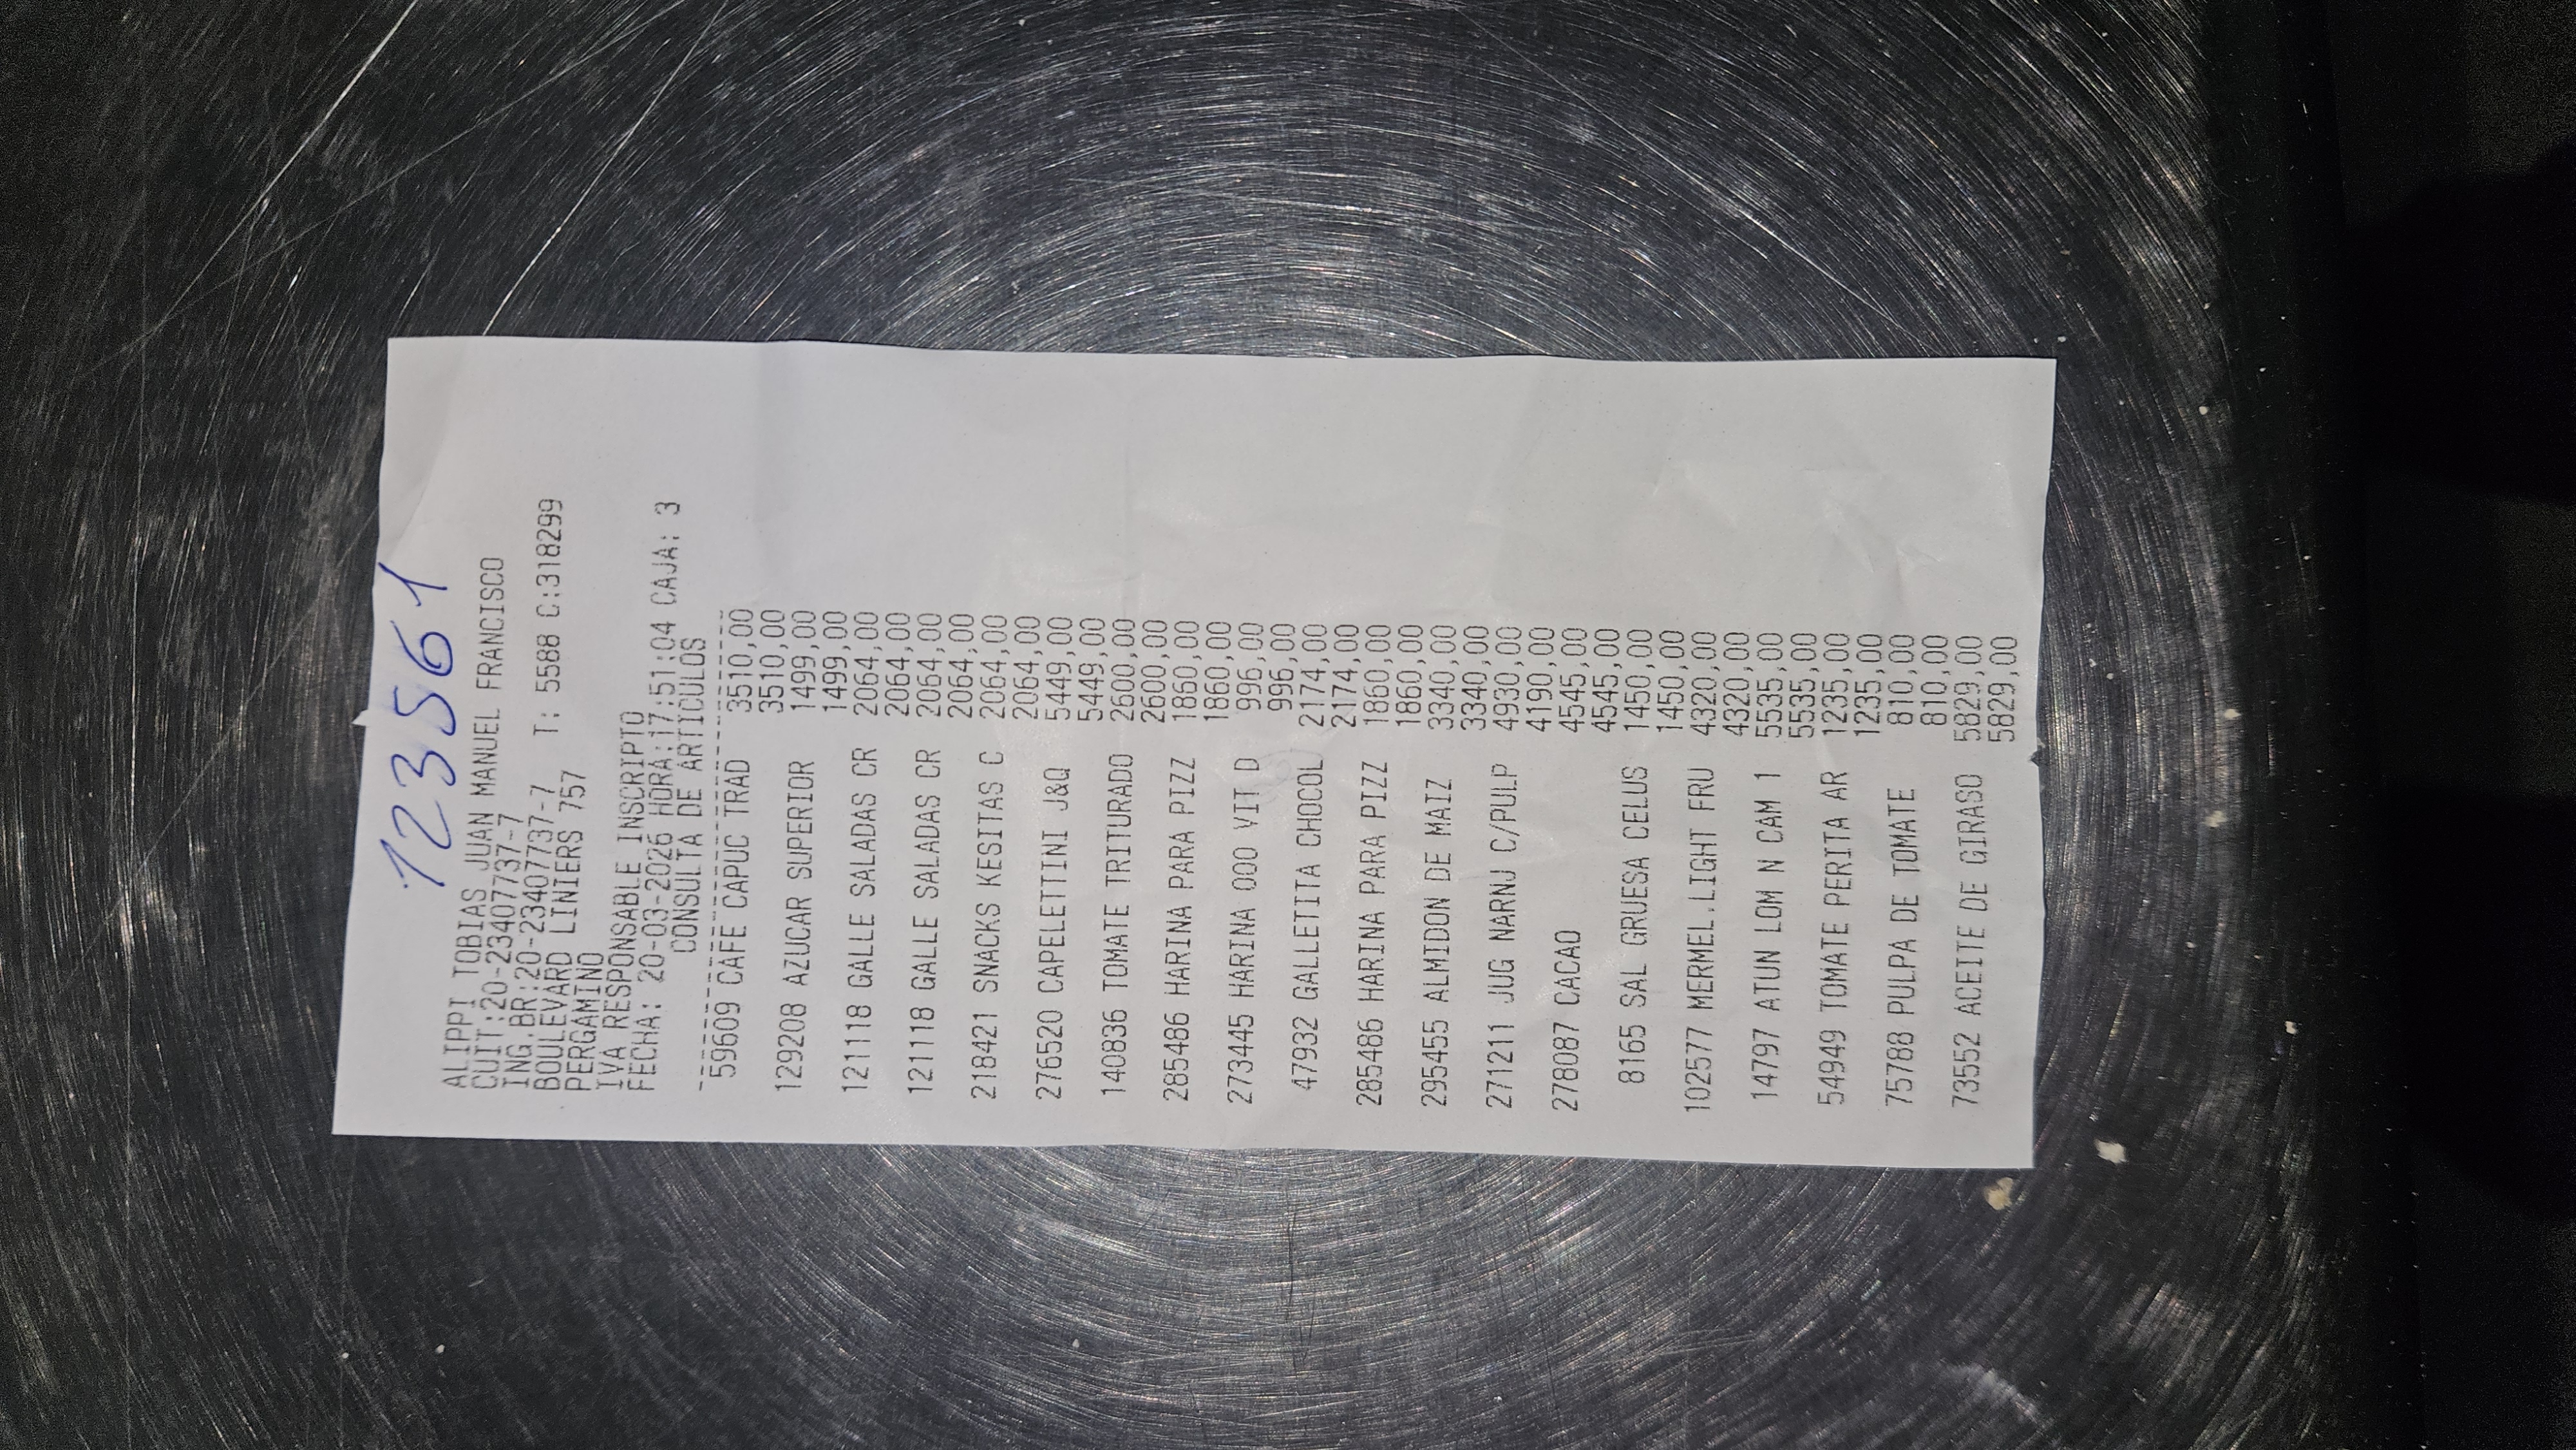 123561
ALIPPI TOBIAS JUAN MANUEL FRANCISCO
CUIT:20-23407737-7
ING.BR:20-23407737-7
BOULEVARD LINIERS 757 T: 5588 C:318299
PERGAMINO
IVA RESPONSABLE INSCRIPTO
FECHA: 20-03-2026 HORA:17:51:04 CAJA: 3
CONSULTA DE ARTICULOS
59609 CAFE CAPUC TRAD 3510,00
3510,00
129208 AZUCAR SUPERIOR 1499,00
1499,00
121118 GALLE SALADAS CR 2064,00
2064,00
121118 GALLE SALADAS CR 2064,00
2064,00
218421 SNACKS KESITAS C 2064,00
2064,00
276520 CAPELETTINI J&Q 5449,00
5449,00
140836 TOMATE TRITURADO 2600,00
2600,00
285486 HARINA PARA PIZZ 1860,00
1860,00
273445 HARINA 000 VIT D 996,00
996,00
47932 GALLETITA CHOCOL 2174,00
2174,00
285486 HARINA PARA PIZZ 1860,00
1860,00
295455 ALMIDON DE MAIZ 3340,00
3340,00
271211 JUG NARNJ C/PULP 4930,00
4190,00
278087 CACAO 4545,00
4545,00
8165 SAL GRUESA CELUS 1450,00
1450,00
102577 MERMEL.LIGHT FRU 4320,00
4320,00
14797 ATUN LOM N CAM 1 5535,00
5535,00
54949 TOMATE PERITA AR 1235,00
1235,00
75788 PULPA DE TOMATE 810,00
810,00
73552 ACEITE DE GIRASO 5829,00
5829,00